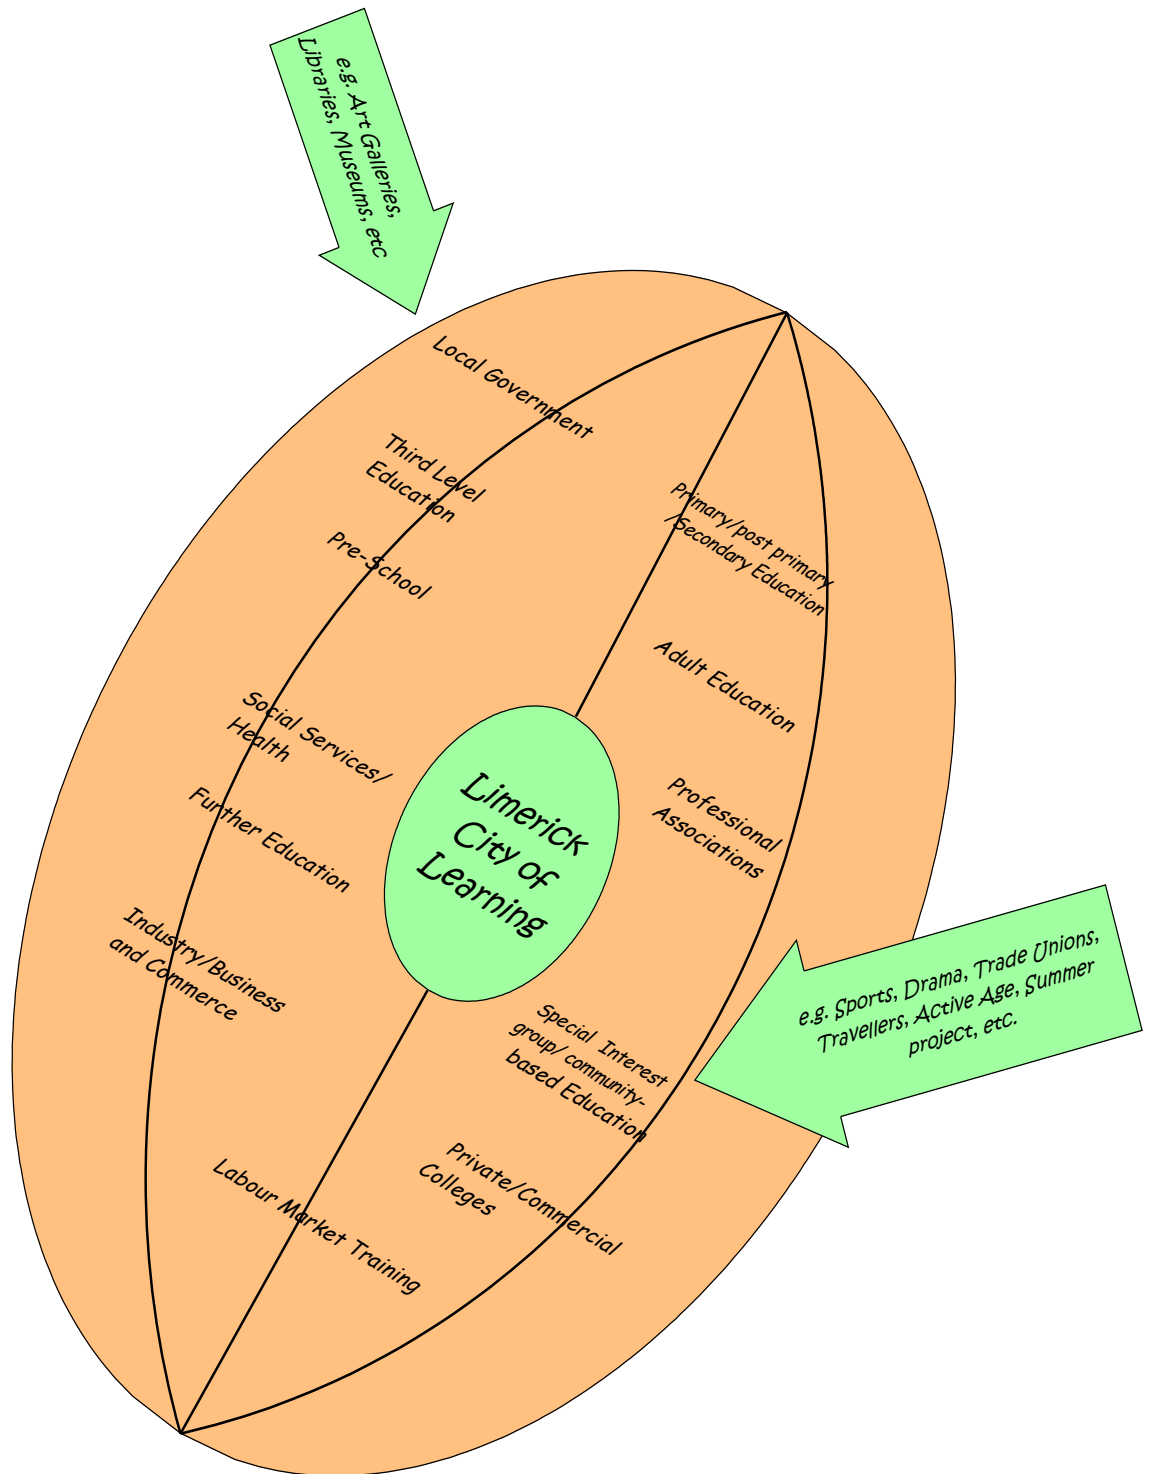 e.g. Art Galleries,
Libraries, Museums, etc
Local Government
Third Level
Education
Pre-School
Primary/post primary
/Secondary Education
Adult Education
Social Services/
Health
Further Education
Limerick
City of
Learning
Professional
Associations
Industry/Business
and Commerce
e.g. Sports, Drama, Trade Unions,
Travellers, Active Age, Summer
project, etc.
Special Interest
group/community-
based Education
Private/Commercial
Colleges
Labour Market Training